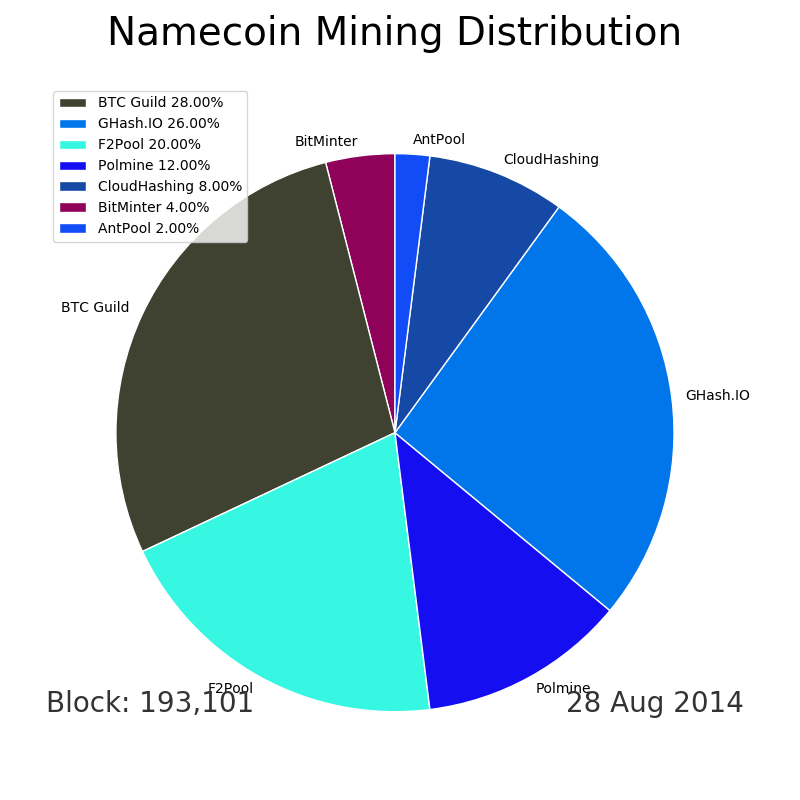 Namecoin Mining Distribution
BTC Guild 28.00%
GHash.IO 26.00%
F2Pool 20.00%
Polmine 12.00%
CloudHashing 8.00%
BitMinter 4.00%
AntPool 2.00%
BitMinter
AntPool
CloudHashing
BTC Guild
GHash.IO
F2Pool
Polmine
Block: 193,101
28 Aug 2014